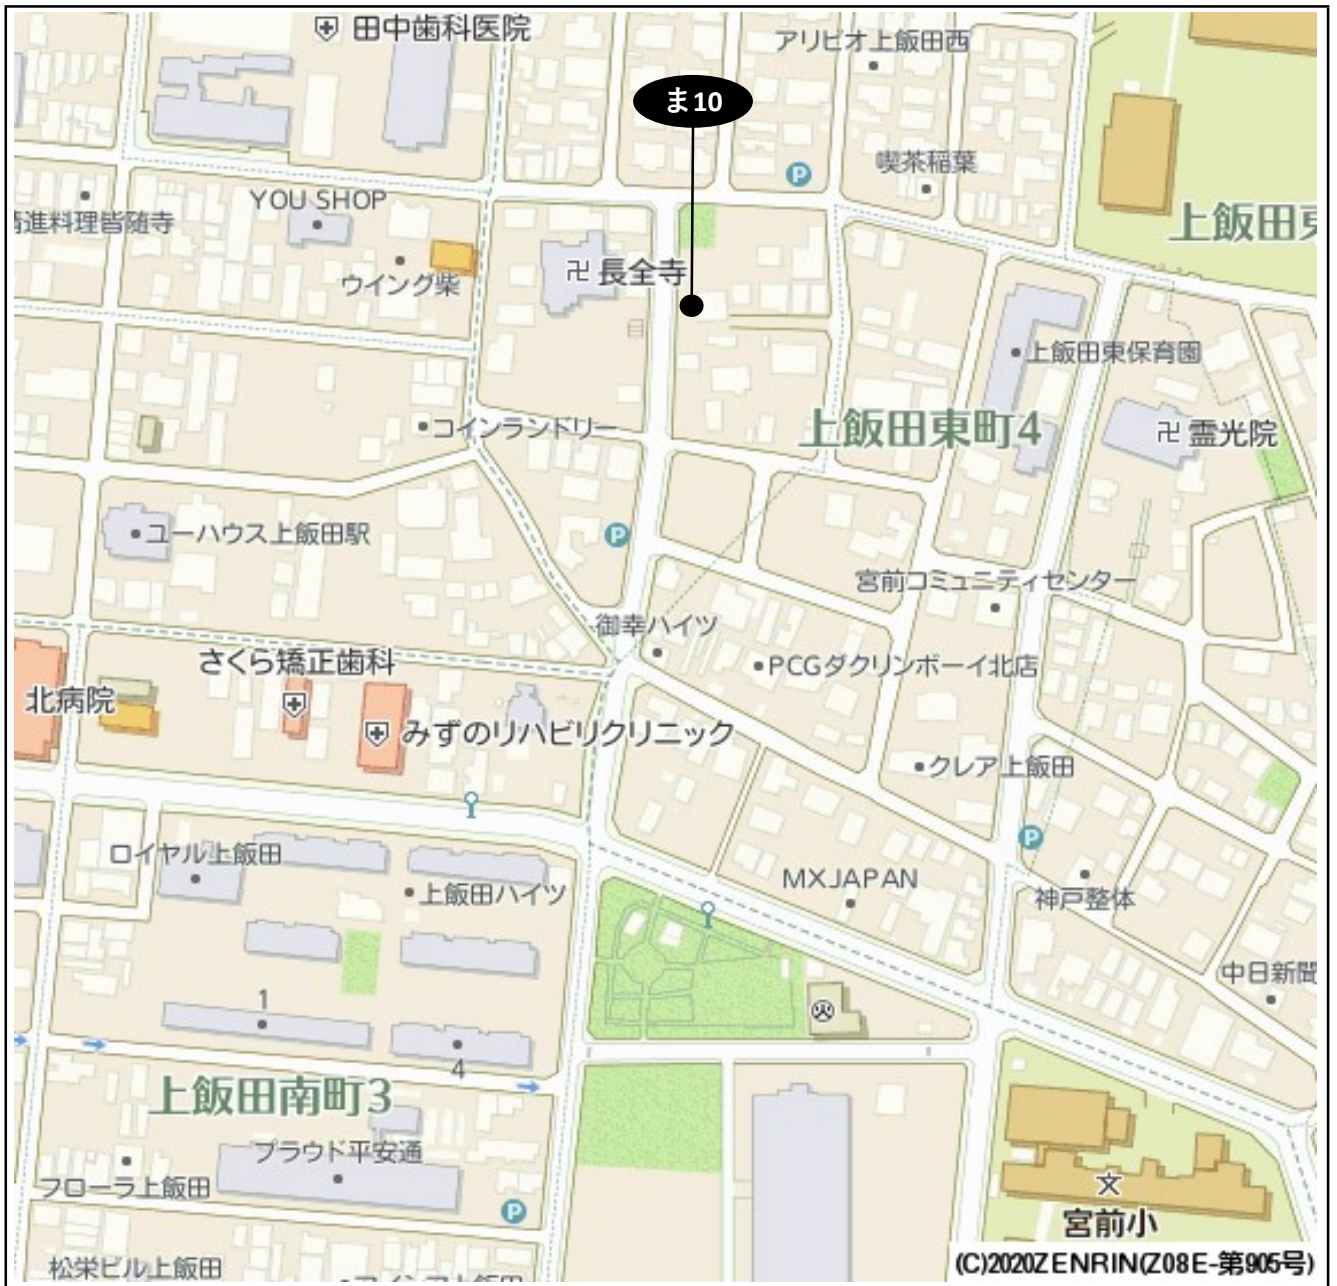 田中歯科医院
アリビオ上飯田西
ま10
喫茶稲葉
YOU SHOP
進料理皆随寺
上飯田東
長全寺
ウイング柴
上飯田東保育園
コインランドリー
上飯田東町4
霊光院
P
ユーハウス上飯田駅
P
宮前コミュニティセンター
御幸ハイツ
さくら矯正歯科
PCGダクリンボーイ北店
北病院
みずのリハビリクリニック
クレア上飯田
P
ロイヤル上飯田
上飯田ハイツ
MXJAPAN
神戸整体
中日新聞
1
4
上飯田南町3
プラウド平安通
フローラ上飯田
文
P
宮前小
松栄ビル上飯田
(C)2020ZENRIN(Z08E-第905号)